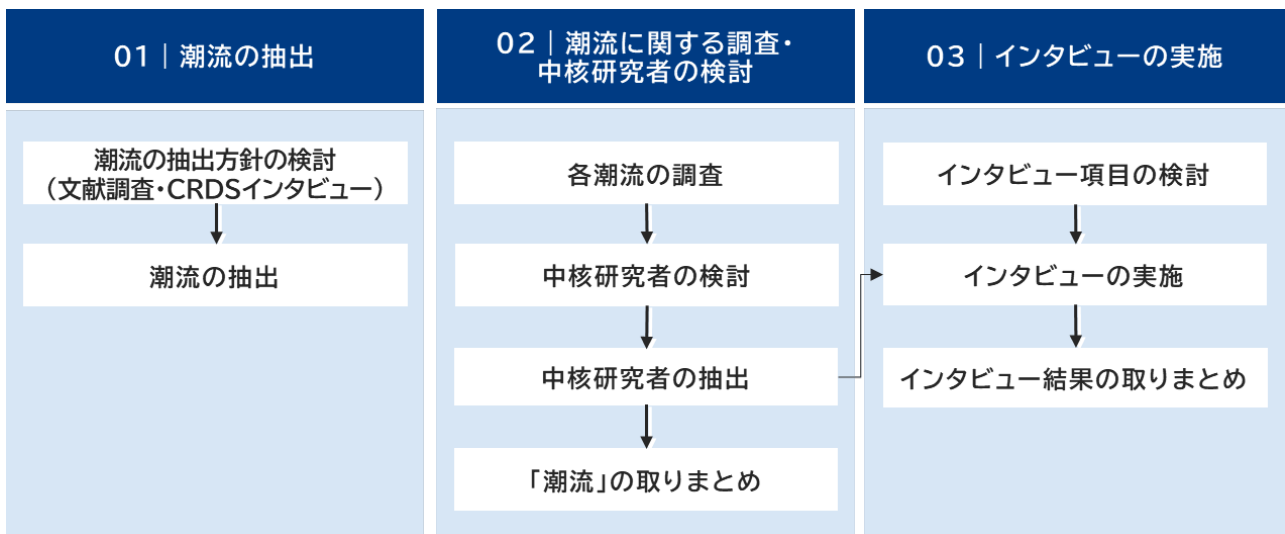 01｜潮流の抽出
潮流の抽出方針の検討
（文献調査・CRDSインタビュー）
潮流の抽出
02｜潮流に関する調査・
中核研究者の検討
各潮流の調査
中核研究者の検討
中核研究者の抽出
「潮流」の取りまとめ
03｜インタビューの実施
インタビュー項目の検討
インタビューの実施
インタビュー結果の取りまとめ